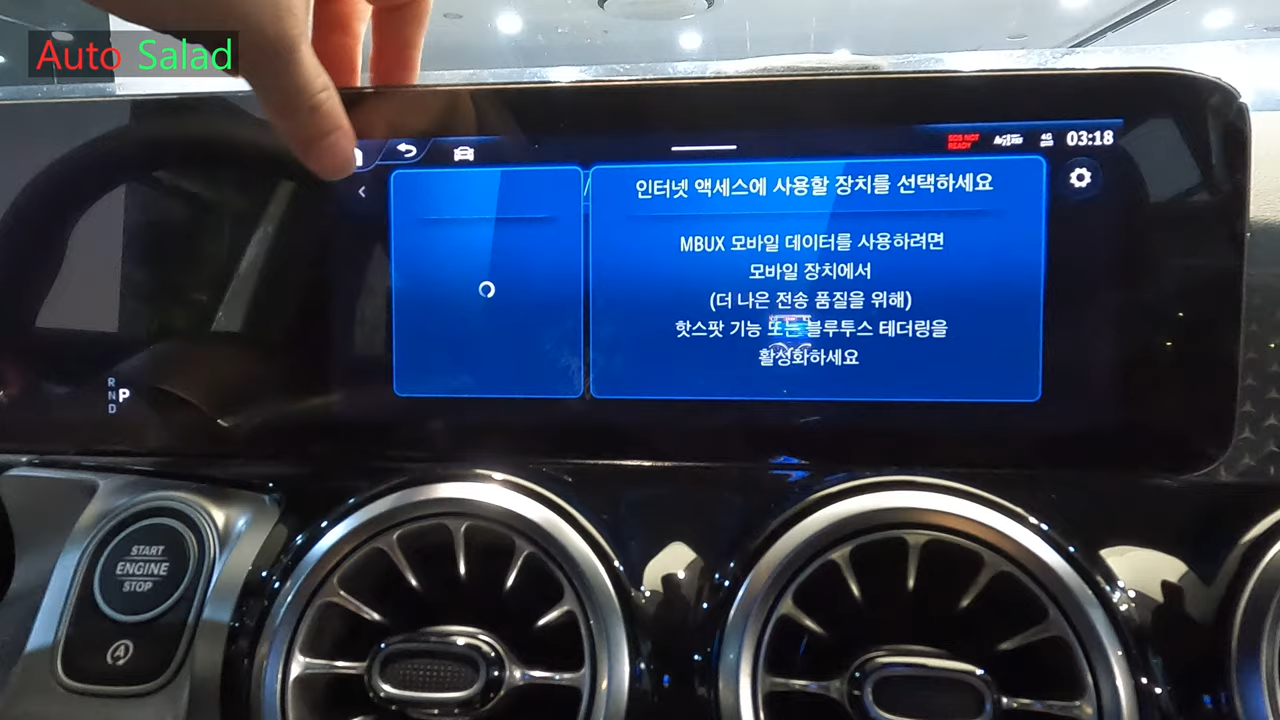 Auto Salad
SOS NOT
READY
4G
03:18
인터넷 액세스에 사용할 장치를 선택하세요
MBUX 모바일 데이터를 사용하려면
모바일 장치에서
(더 나은 전송 품질을 위해)
핫스팟 기능 또는 블루투스 테더링을
활성화하세요
R
N P
D
START
ENGINE
STOP
A